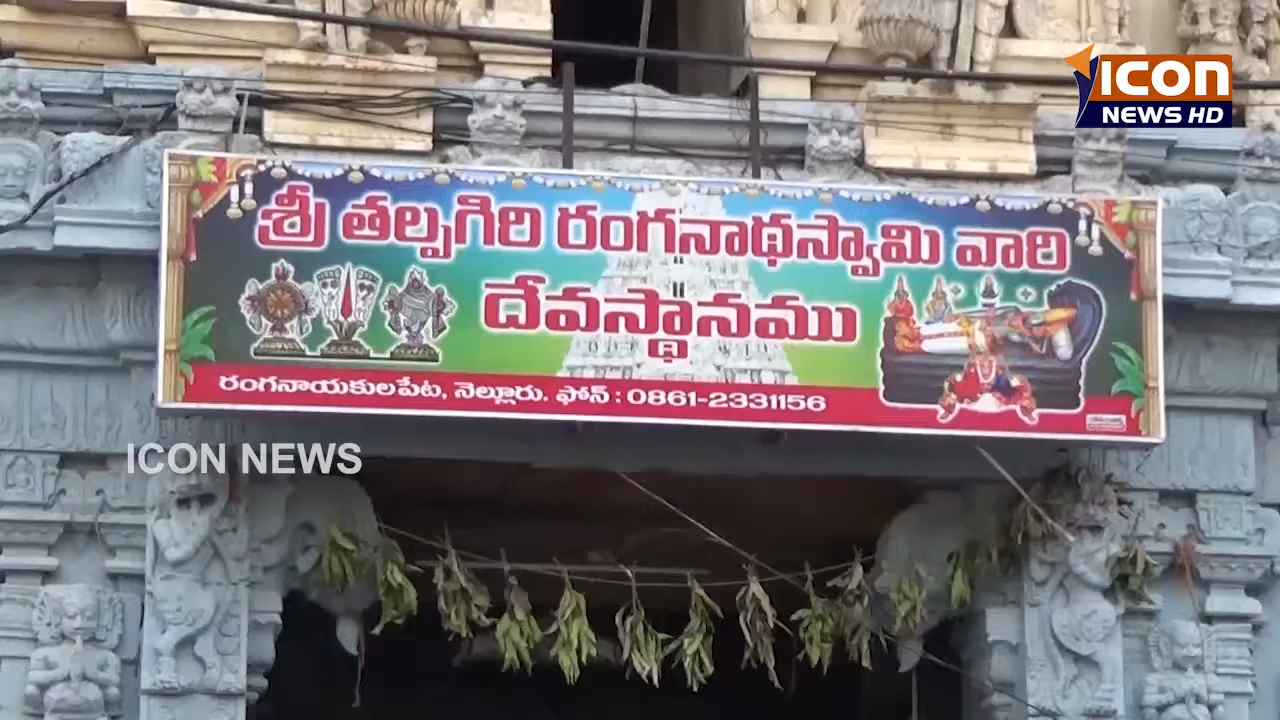 ICON
NEWS HD
శ్రీ తల్పగిరి రంగనాథస్వామి వారి
దేవస్థానము
రంగనాయకులపేట, నెల్లూరు. ఫోన్ : 0861-2331156
ICON NEWS